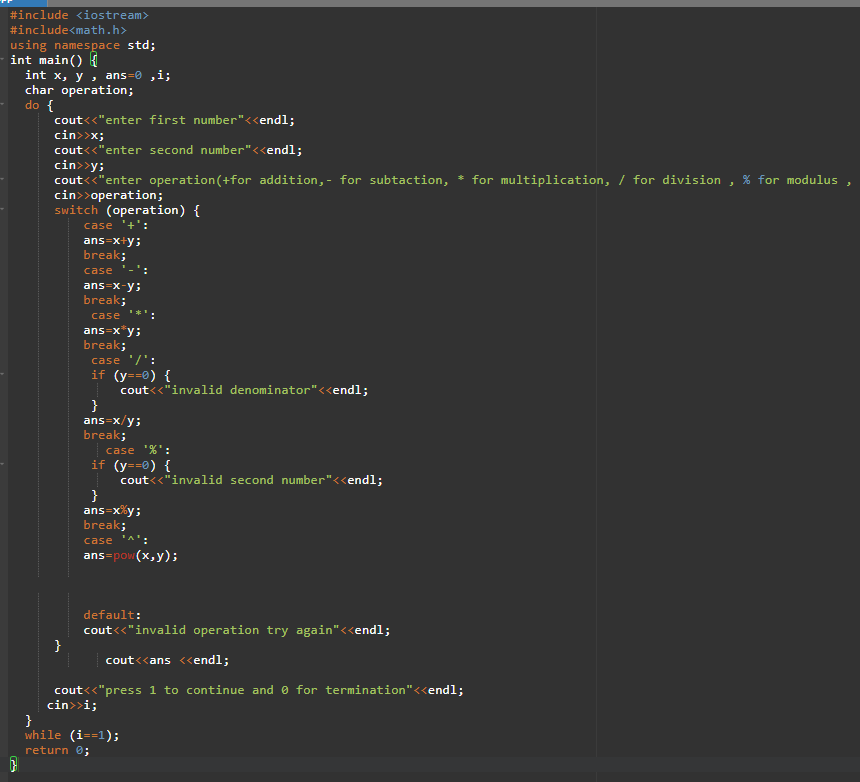 #include <iostream>
#include<math.h>
using namespace std;
int main() {
int x, y , ans=0 ,i;
char operation;
do {
cout<<"enter first number"<<endl;
cin>>x;
cout<<"enter second number"<<endl;
cin>>y;
cout<<"enter operation(+for addition,- for subtaction, * for multiplication, / for division , % for modulus ,
cin>>operation;
switch (operation) {
case '+':
ans=x+y;
break;
case '-':
ans=x-y;
break;
case '*':
ans=x*y;
break;
case '/':
if (y==0) {
cout<<"invalid denominator"<<endl;
}
ans=x/y;
break;
case '%':
if (y==0) {
cout<<"invalid second number"<<endl;
}
ans=x%y;
break;
case '^':
ans=pow(x,y);
default:
cout<<"invalid operation try again"<<endl;
}
cout<<ans <<endl;
cout<<"press 1 to continue and 0 for termination"<<endl;
cin>>i;
}
while (i==1);
return 0;
}